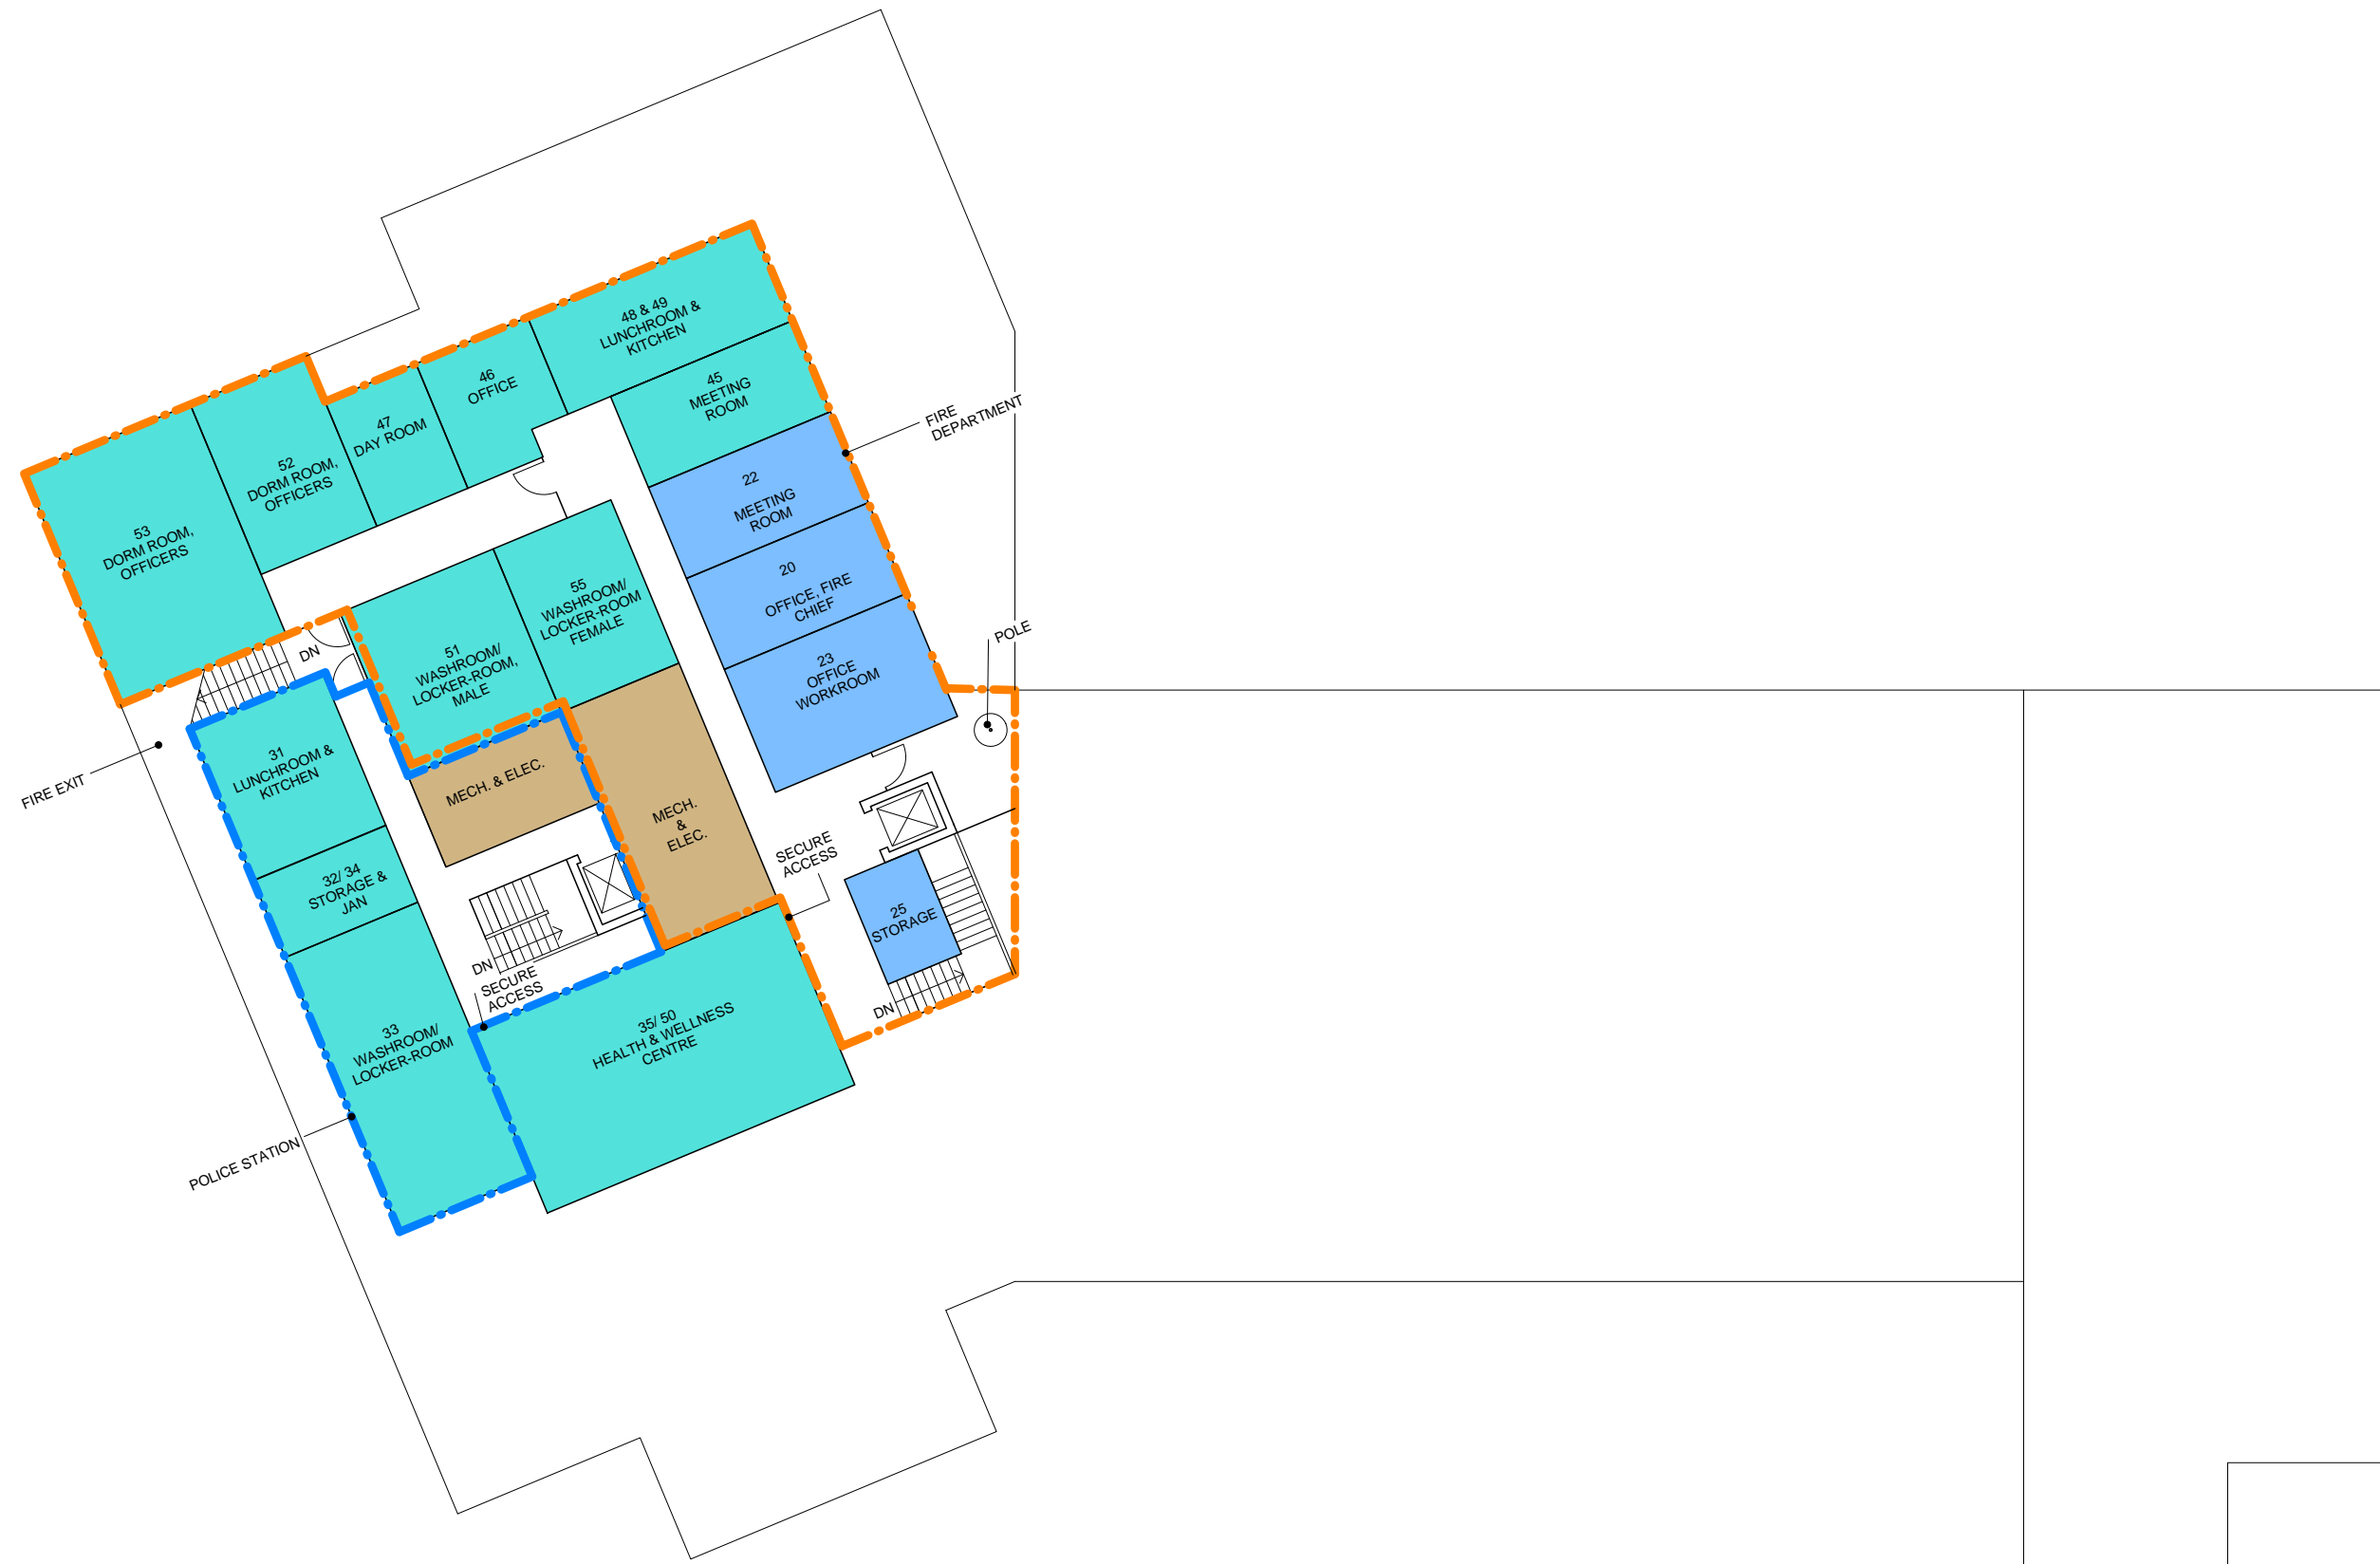 48 & 49
LUNCHROOM &
KITCHEN
46
OFFICE
45
MEETING
ROOM
47
DAY ROOM
FIRE
DEPARTMENT
52
DORM ROOM,
OFFICERS
22
MEETING
ROOM
53
DORM ROOM,
OFFICERS
20
OFFICE, FIRE
CHIEF
55
WASHROOM/
LOCKER-ROOM
FEMALE
POLE
DN
51
WASHROOM/
LOCKER-ROOM,
MALE
23
OFFICE
WORKROOM
31
LUNCHROOM &
KITCHEN
FIRE EXIT
MECH. & ELEC.
MECH.
&
ELEC.
SECURE
ACCESS
32/ 34
STORAGE &
JAN
25
STORAGE
DN
SECURE
ACCESS
DN
35/ 50
HEALTH & WELLNESS
CENTRE
33
WASHROOM/
LOCKER-ROOM
POLICE STATION